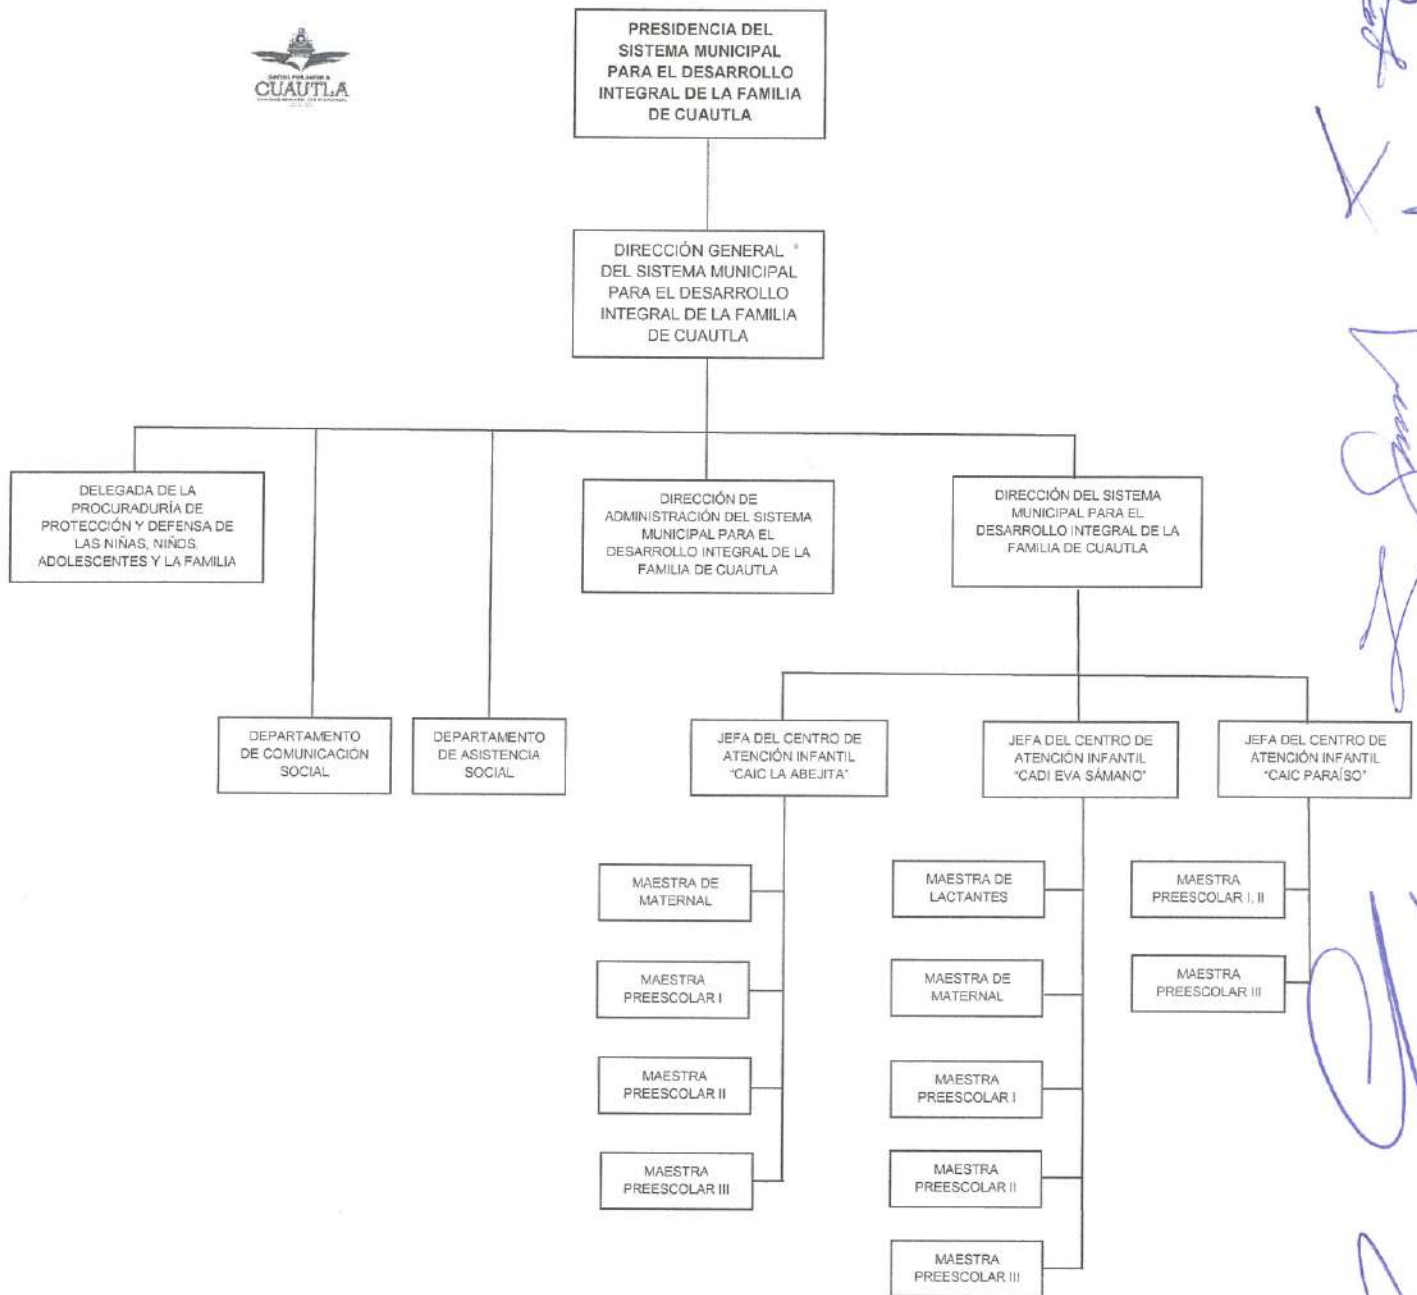 CUAUTLA
PRESIDENCIA DEL
SISTEMA MUNICIPAL
PARA EL DESARROLLO
INTEGRAL DE LA FAMILIA
DE CUAUTLA
DIRECCIÓN GENERAL
DEL SISTEMA MUNICIPAL
PARA EL DESARROLLO
INTEGRAL DE LA FAMILIA
DE CUAUTLA
DELEGADA DE LA
PROCURADURÍA DE
PROTECCIÓN Y DEFENSA DE
LAS NIÑAS, NIÑOS,
ADOLESCENTES Y LA FAMILIA
DIRECCIÓN DE
ADMINISTRACIÓN DEL SISTEMA
MUNICIPAL PARA EL
DESARROLLO INTEGRAL DE LA
FAMILIA DE CUAUTLA
DIRECCIÓN DEL SISTEMA
MUNICIPAL PARA EL
DESARROLLO INTEGRAL DE LA
FAMILIA DE CUAUTLA
DEPARTAMENTO
DE COMUNICACIÓN
SOCIAL
DEPARTAMENTO
DE ASISTENCIA
SOCIAL
JEFA DEL CENTRO DE
ATENCIÓN INFANTIL
"CAIC LA ABEJITA"
JEFA DEL CENTRO DE
ATENCIÓN INFANTIL
"CADI EVA SÁMANO"
JEFA DEL CENTRO DE
ATENCIÓN INFANTIL
"CAIC PARAÍSO"
MAESTRA DE
MATERNAL
MAESTRA
PREESCOLAR I
MAESTRA
PREESCOLAR II
MAESTRA
PREESCOLAR III
MAESTRA DE
LACTANTES
MAESTRA DE
MATERNAL
MAESTRA
PREESCOLAR I
MAESTRA
PREESCOLAR II
MAESTRA
PREESCOLAR III
MAESTRA
PREESCOLAR I, II
MAESTRA
PREESCOLAR III